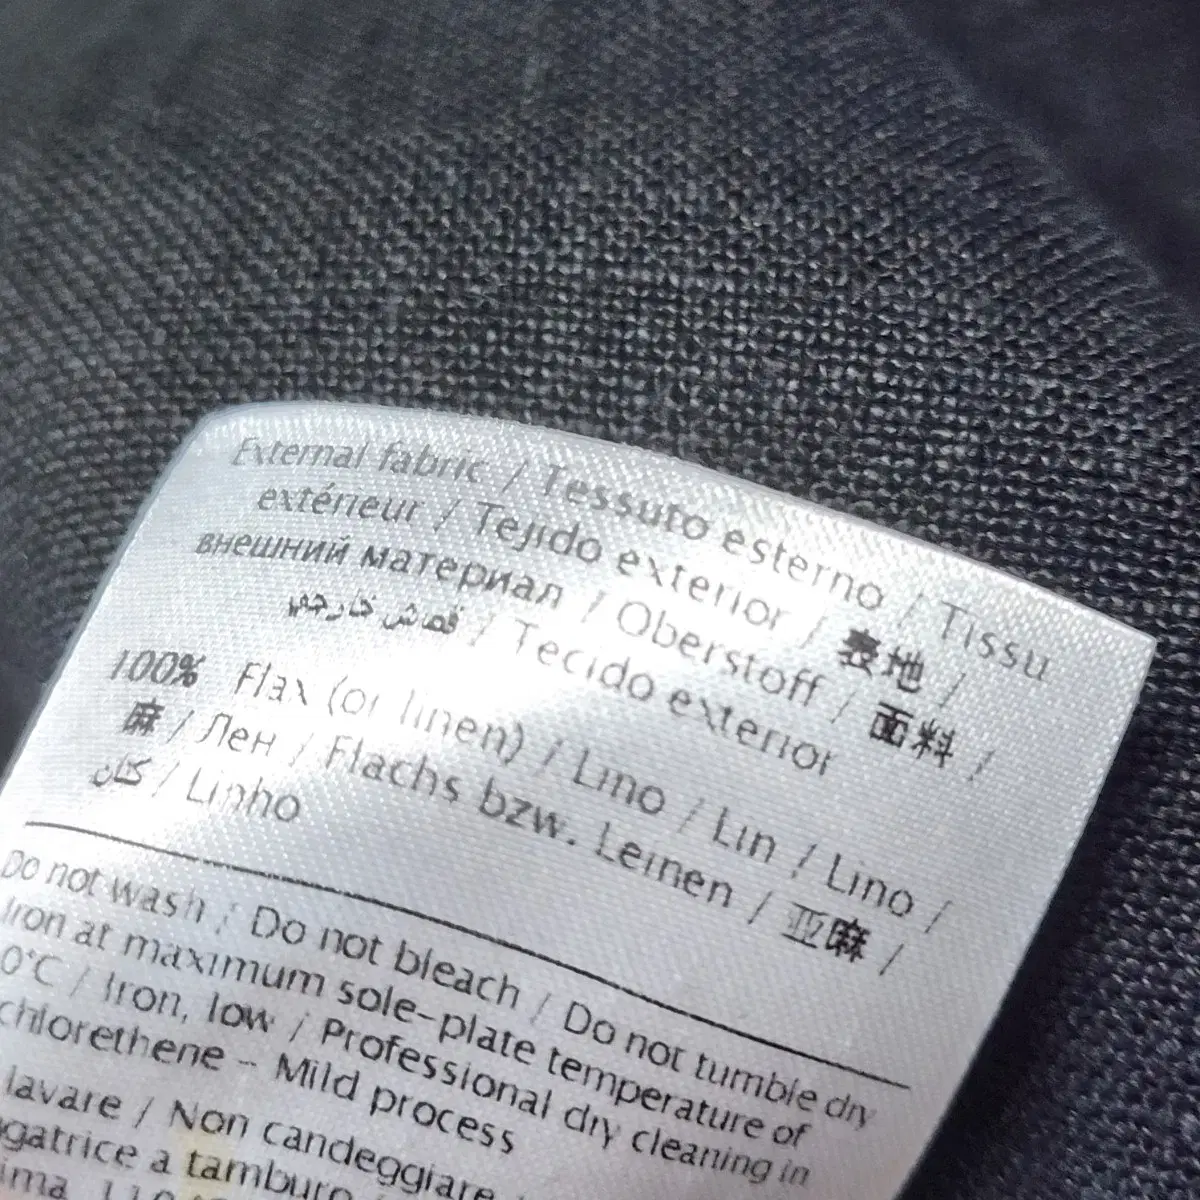 External fabric / Tessuto esterno / Tissu
extérieur / Tejido exterior / 表地 /
внешний материал / Oberstoff / 面料 /
قماش خارجي / Tecido exterior
100% Flax (or linen) / Lino / Lin / Lino /
麻 / Лен / Flachs bzw. Leinen / 亚麻 /
كتان / Linho
Do not wash / Do not bleach / Do not tumble dry
Iron at maximum sole-plate temperature of
0°C / Iron, low / Professional dry cleaning in
chlorethene - Mild process
lavare / Non candeggiare
gatrice a tamburo
ima 110